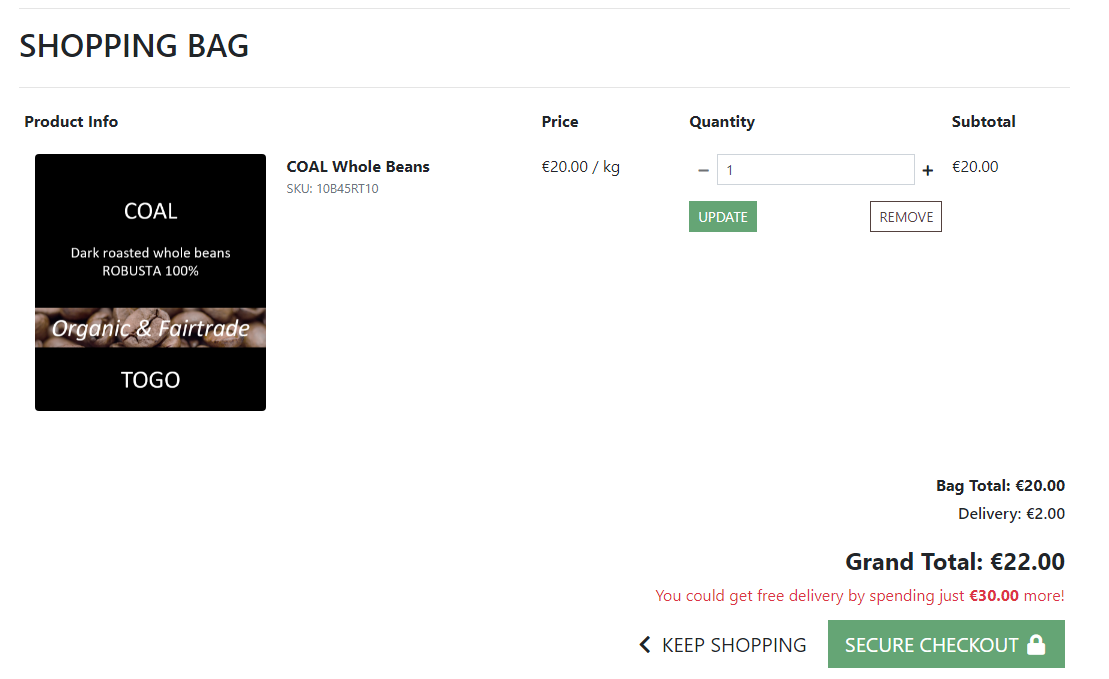 SHOPPING BAG
Product Info Price Quantity Subtotal
COAL
Dark roasted whole beans
ROBUSTA 100%
Organic & Fairtrade
TOGO
COAL Whole Beans
SKU: 10B45RT10
€20.00 / kg
− 1 +
UPDATE REMOVE
€20.00
Bag Total: €20.00
Delivery: €2.00
Grand Total: €22.00
You could get free delivery by spending just €30.00 more!
KEEP SHOPPING SECURE CHECKOUT